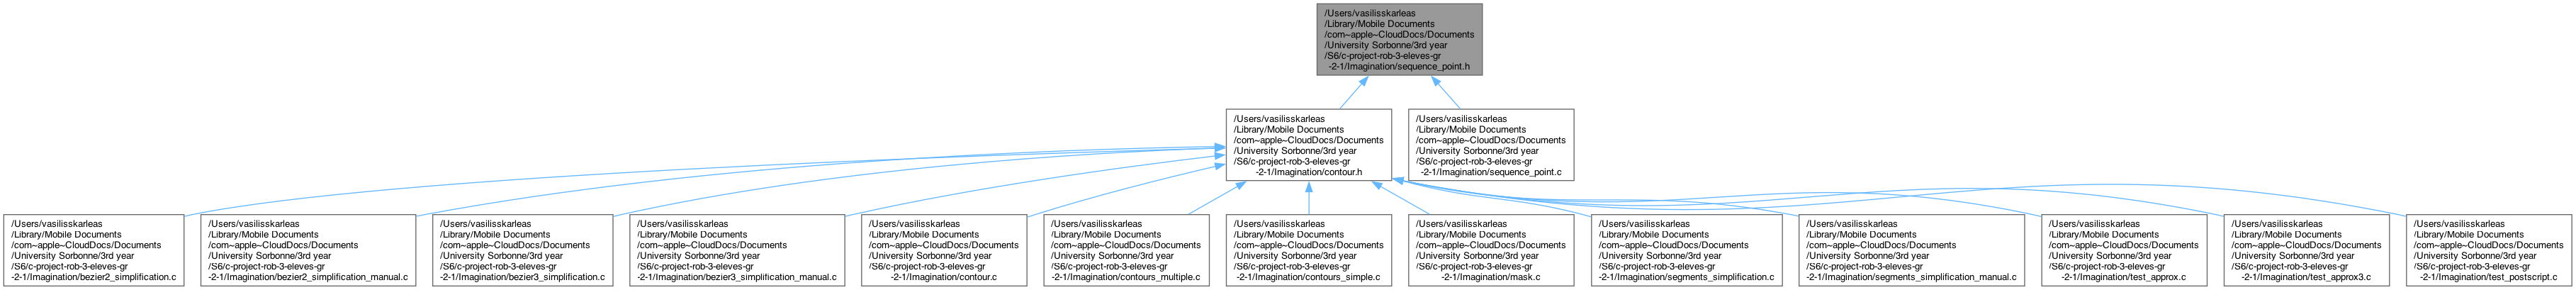 /Users/vasilisskarleas
/Library/Mobile Documents
/com~apple~CloudDocs/Documents
/University Sorbonne/3rd year
/S6/c-project-rob-3-eleves-gr
-2-1/Imagination/sequence_point.h
/Users/vasilisskarleas
/Library/Mobile Documents
/com~apple~CloudDocs/Documents
/University Sorbonne/3rd year
/S6/c-project-rob-3-eleves-gr
-2-1/Imagination/contour.h
/Users/vasilisskarleas
/Library/Mobile Documents
/com~apple~CloudDocs/Documents
/University Sorbonne/3rd year
/S6/c-project-rob-3-eleves-gr
-2-1/Imagination/sequence_point.c
/Users/vasilisskarleas
/Library/Mobile Documents
/com~apple~CloudDocs/Documents
/University Sorbonne/3rd year
/S6/c-project-rob-3-eleves-gr
-2-1/Imagination/bezier2_simplification.c
/Users/vasilisskarleas
/Library/Mobile Documents
/com~apple~CloudDocs/Documents
/University Sorbonne/3rd year
/S6/c-project-rob-3-eleves-gr
-2-1/Imagination/bezier2_simplification_manual.c
/Users/vasilisskarleas
/Library/Mobile Documents
/com~apple~CloudDocs/Documents
/University Sorbonne/3rd year
/S6/c-project-rob-3-eleves-gr
-2-1/Imagination/bezier3_simplification.c
/Users/vasilisskarleas
/Library/Mobile Documents
/com~apple~CloudDocs/Documents
/University Sorbonne/3rd year
/S6/c-project-rob-3-eleves-gr
-2-1/Imagination/bezier3_simplification_manual.c
/Users/vasilisskarleas
/Library/Mobile Documents
/com~apple~CloudDocs/Documents
/University Sorbonne/3rd year
/S6/c-project-rob-3-eleves-gr
-2-1/Imagination/contour.c
/Users/vasilisskarleas
/Library/Mobile Documents
/com~apple~CloudDocs/Documents
/University Sorbonne/3rd year
/S6/c-project-rob-3-eleves-gr
-2-1/Imagination/contours_multiple.c
/Users/vasilisskarleas
/Library/Mobile Documents
/com~apple~CloudDocs/Documents
/University Sorbonne/3rd year
/S6/c-project-rob-3-eleves-gr
-2-1/Imagination/contours_simple.c
/Users/vasilisskarleas
/Library/Mobile Documents
/com~apple~CloudDocs/Documents
/University Sorbonne/3rd year
/S6/c-project-rob-3-eleves-gr
-2-1/Imagination/mask.c
/Users/vasilisskarleas
/Library/Mobile Documents
/com~apple~CloudDocs/Documents
/University Sorbonne/3rd year
/S6/c-project-rob-3-eleves-gr
-2-1/Imagination/segments_simplification.c
/Users/vasilisskarleas
/Library/Mobile Documents
/com~apple~CloudDocs/Documents
/University Sorbonne/3rd year
/S6/c-project-rob-3-eleves-gr
-2-1/Imagination/segments_simplification_manual.c
/Users/vasilisskarleas
/Library/Mobile Documents
/com~apple~CloudDocs/Documents
/University Sorbonne/3rd year
/S6/c-project-rob-3-eleves-gr
-2-1/Imagination/test_approx.c
/Users/vasilisskarleas
/Library/Mobile Documents
/com~apple~CloudDocs/Documents
/University Sorbonne/3rd year
/S6/c-project-rob-3-eleves-gr
-2-1/Imagination/test_approx3.c
/Users/vasilisskarleas
/Library/Mobile Documents
/com~apple~CloudDocs/Documents
/University Sorbonne/3rd year
/S6/c-project-rob-3-eleves-gr
-2-1/Imagination/test_postscript.c